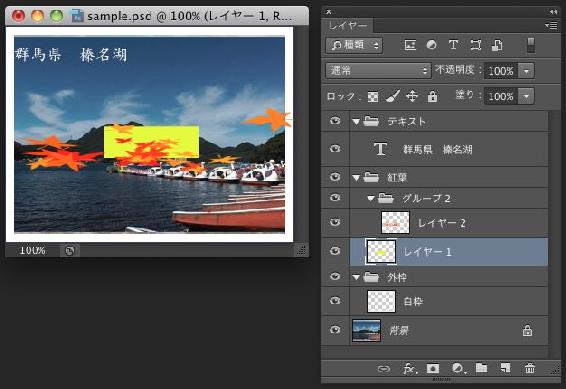 sample.psd @ 100% (レイヤー 1, R...
群馬県　榛名湖
100%
レイヤー
種類
通常
不透明度：
100%
ロック：
塗り：
100%
テキスト
T 群馬県　榛名湖
紅葉
グループ 2
レイヤー 2
レイヤー 1
外枠
白枠
背景
fx